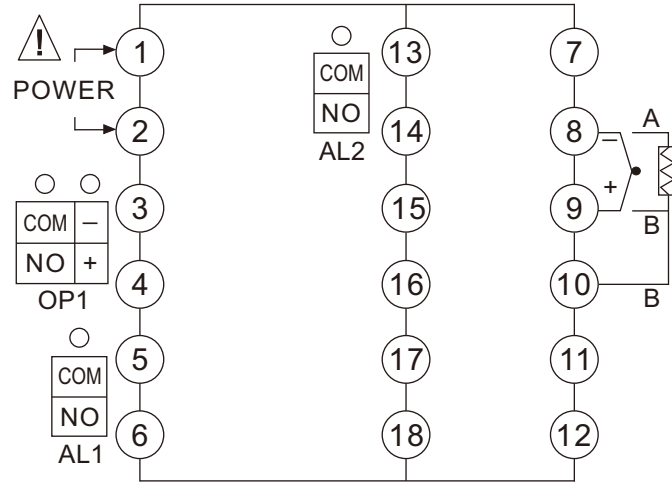 !
POWER
1
2
COM –
NO +
OP1
3
4
COM
NO
AL1
5
6
COM
NO
AL2
13
14
15
16
17
18
7
8
9
10
11
12
–
+
A
B
B